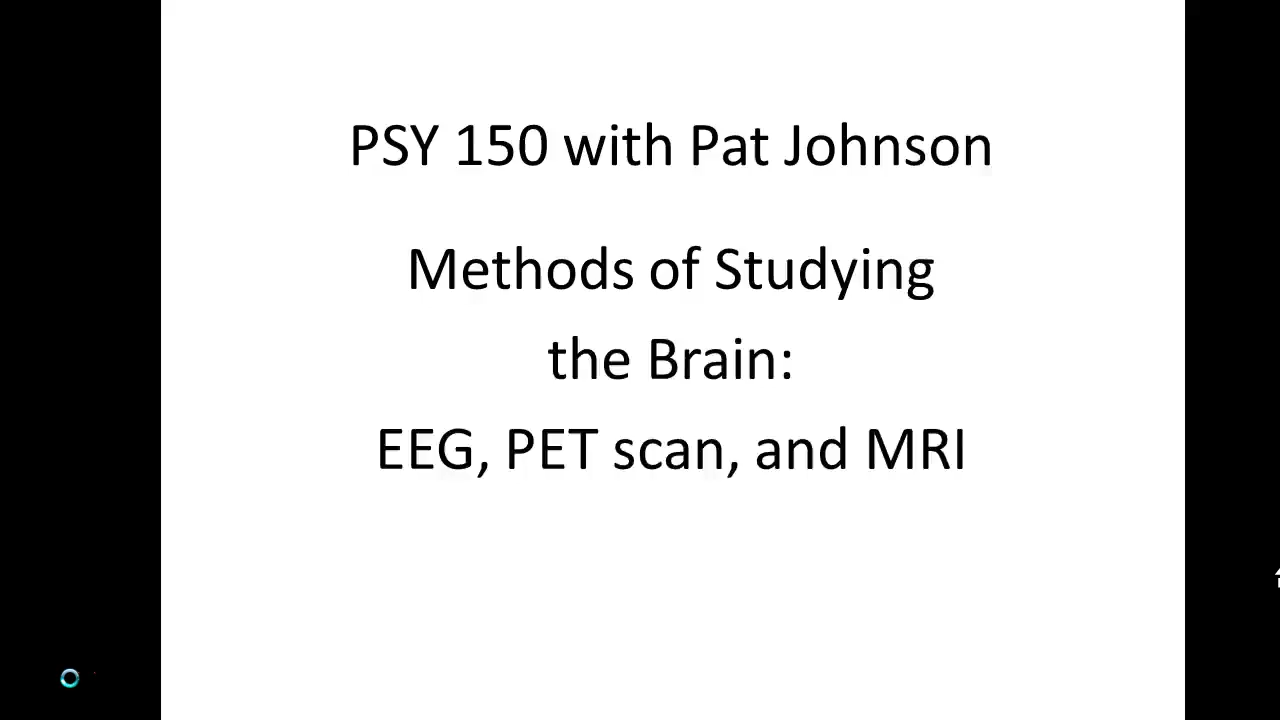 PSY 150 with Pat Johnson
Methods of Studying
the Brain:
EEG, PET scan, and MRI